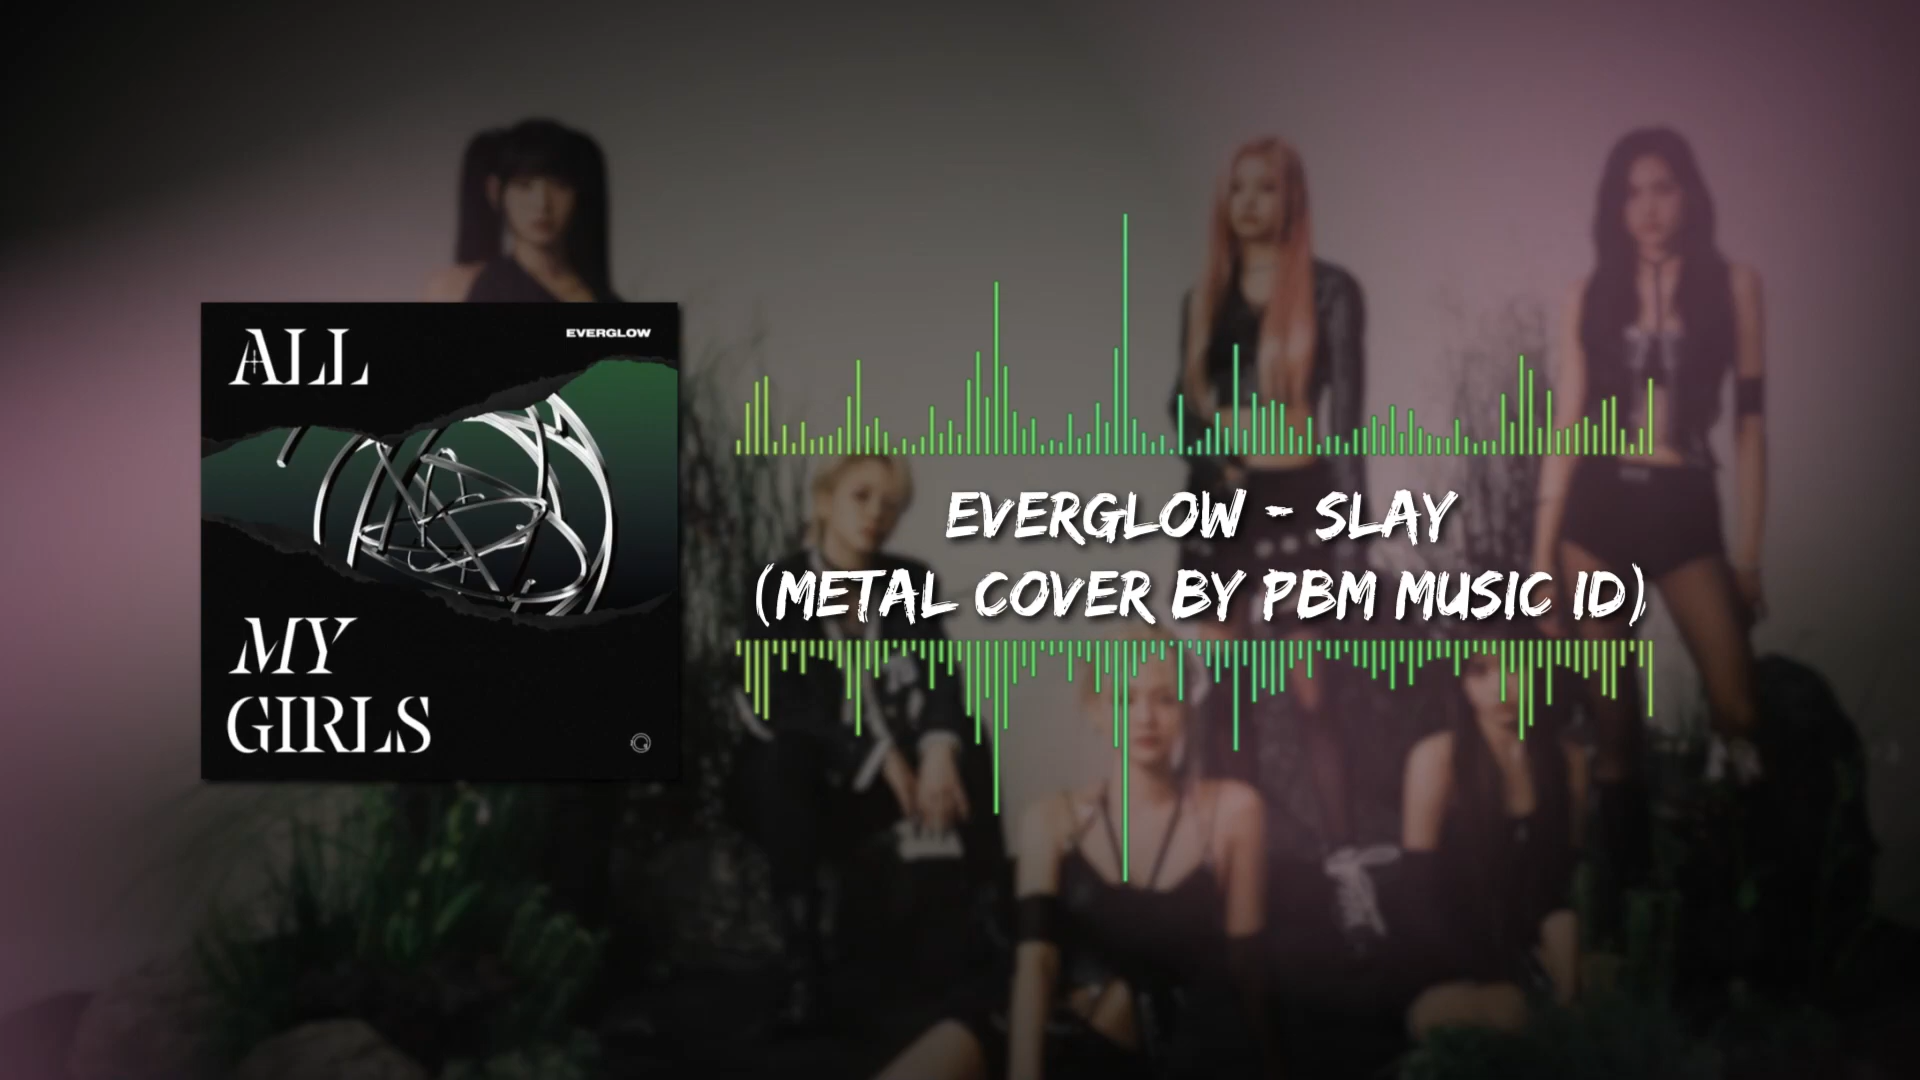 ALL
EVERGLOW
MY
GIRLS
EVERGLOW - SLAY
(METAL COVER BY PBM MUSIC ID)